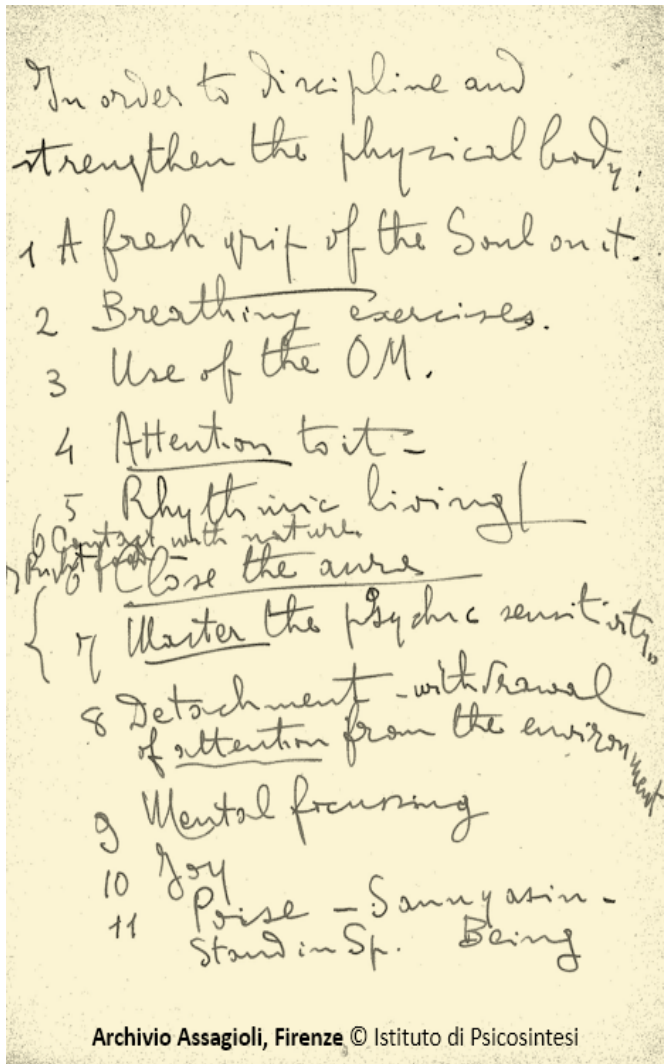 In order to discipline and
strengthen the physical body:
1 A fresh grip of the Soul on it.
2 Breathing exercises.
3 Use of the OM.
4 Attention to it -
5 Rhythmic living
6 Contact with nature
7 Right food
6 Close the aura
7 Master the psychic sensitivity.
8 Detachment - withdrawal
of attention from the environment
9 Mental focussing
10 Joy
11 Poise - Sannyasin -
Stand in Sp. Being
Archivio Assagioli, Firenze © Istituto di Psicosintesi